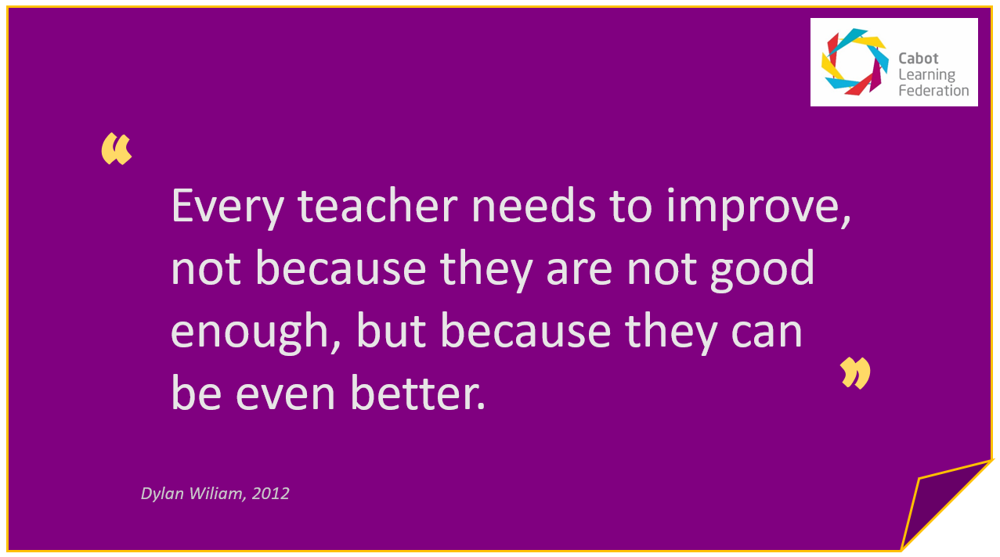 Cabot
Learning
Federation
“
Every teacher needs to improve,
not because they are not good
enough, but because they can
be even better.
”
Dylan Wiliam, 2012